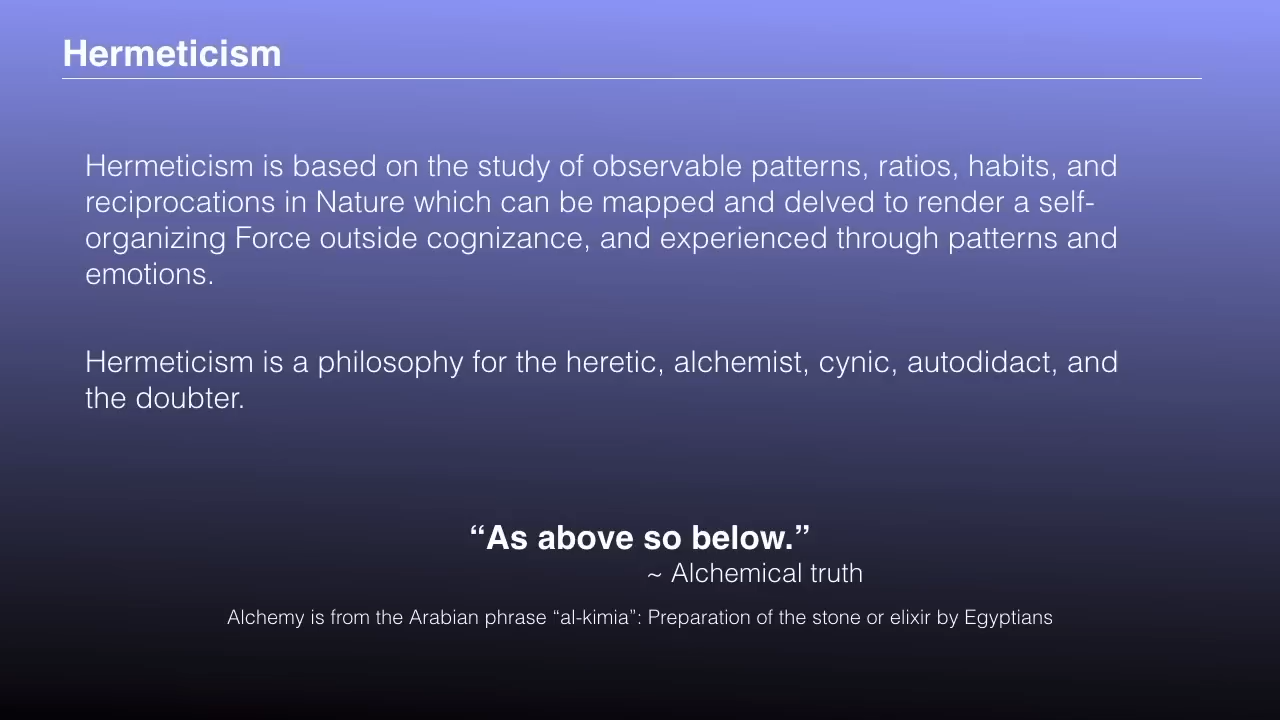 Hermeticism
Hermeticism is based on the study of observable patterns, ratios, habits, and
reciprocations in Nature which can be mapped and delved to render a self-
organizing Force outside cognizance, and experienced through patterns and
emotions.
Hermeticism is a philosophy for the heretic, alchemist, cynic, autodidact, and
the doubter.
“As above so below.”
~ Alchemical truth
Alchemy is from the Arabian phrase “al-kimia”: Preparation of the stone or elixir by Egyptians